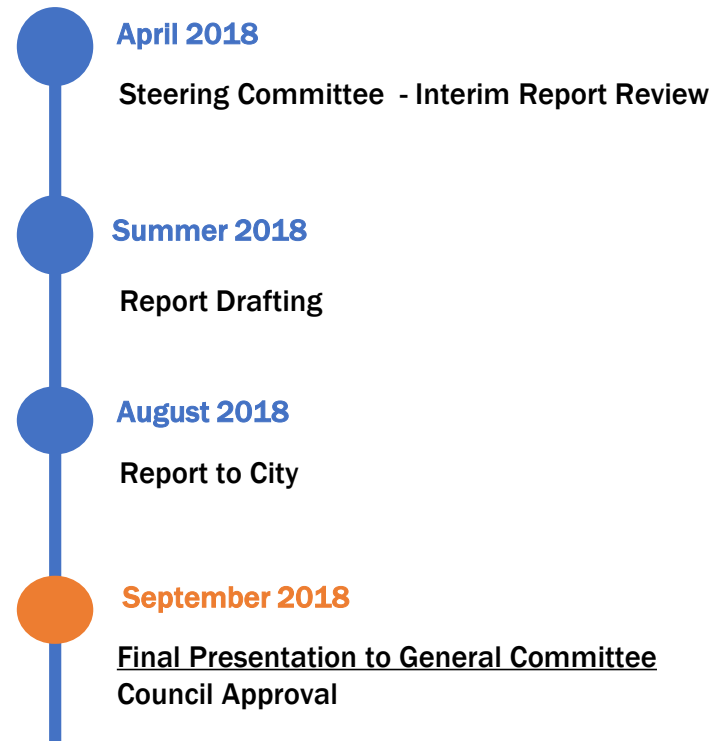 April 2018
Steering Committee - Interim Report Review
Summer 2018
Report Drafting
August 2018
Report to City
September 2018
Final Presentation to General Committee
Council Approval